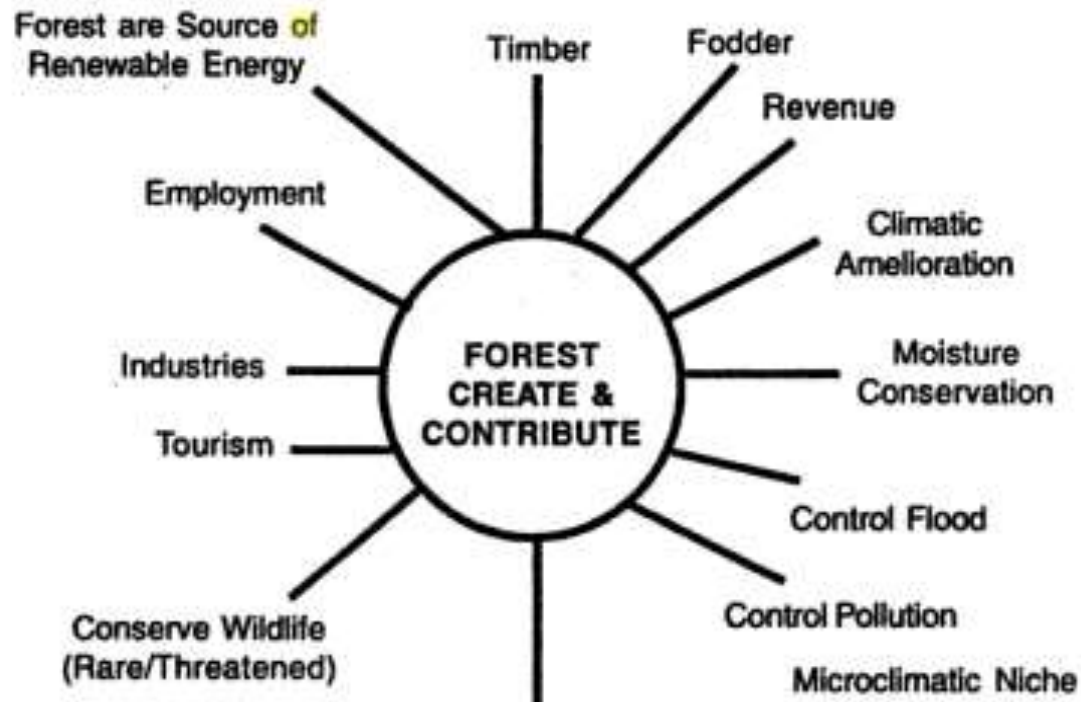 Forest are Source of
Renewable Energy
Timber
Fodder
Revenue
Employment
Climatic
Amelioration
FOREST
CREATE &
CONTRIBUTE
Industries
Moisture
Conservation
Tourism
Control Flood
Control Pollution
Conserve Wildlife
(Rare/Threatened)
Microclimatic Niche